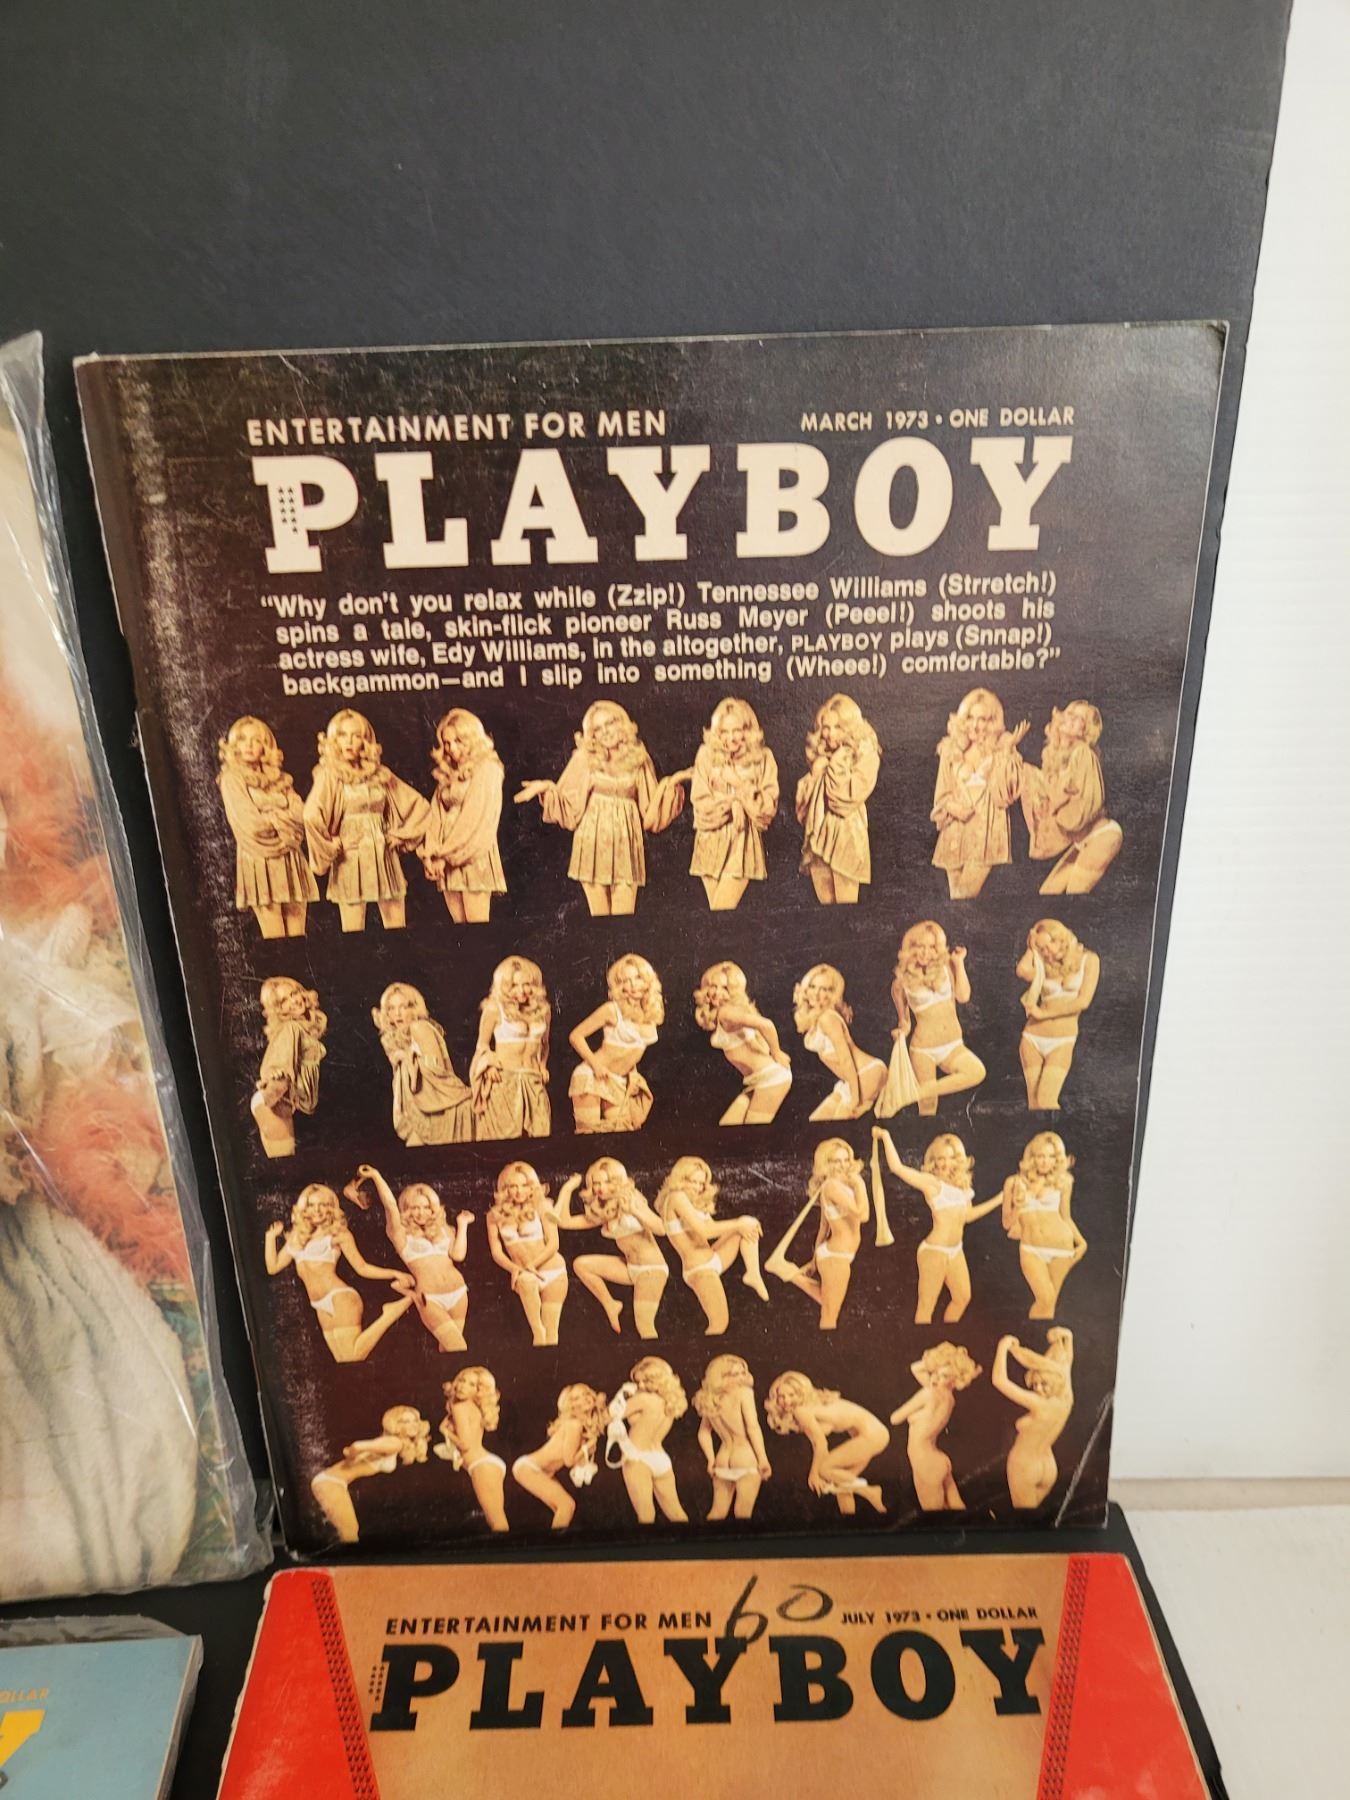 ENTERTAINMENT FOR MEN
MARCH 1973 • ONE DOLLAR
PLAYBOY
“Why don't you relax while (Zzip!) Tennessee Williams (Strretch!)
spins a tale, skin-flick pioneer Russ Meyer (Peeel!) shoots his
actress wife, Edy Williams, in the altogether, PLAYBOY plays (Snnap!)
backgammon—and I slip into something (Wheee!) comfortable?”
60
ENTERTAINMENT FOR MEN
JULY 1973 • ONE DOLLAR
PLAYBOY
OLLAR
Y